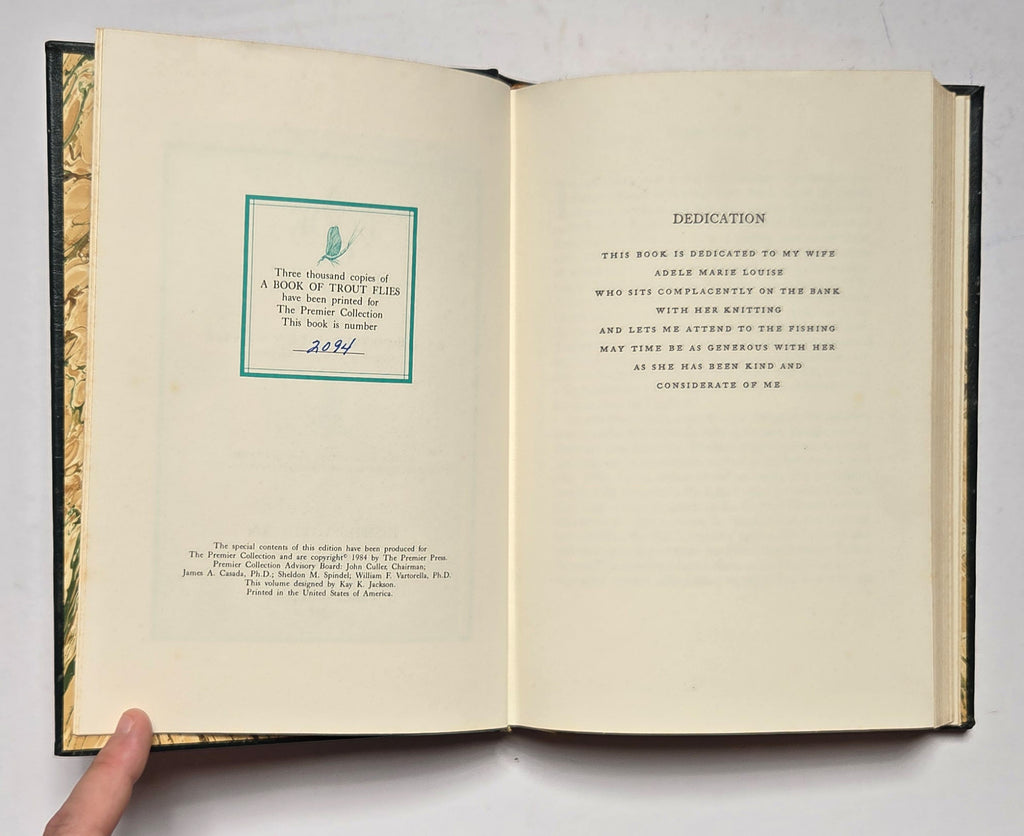 Three thousand copies of
A BOOK OF TROUT FLIES
have been printed for
The Premier Collection
This book is number
2094
The special contents of this edition have been produced for
The Premier Collection and are copyright© 1984 by The Premier Press.
Premier Collection Advisory Board: John Culler, Chairman;
James A. Casada, Ph.D.; Sheldon M. Spindel; William F. Vartorella, Ph.D.
This volume designed by Kay K. Jackson.
Printed in the United States of America.
DEDICATION
THIS BOOK IS DEDICATED TO MY WIFE
ADELE MARIE LOUISE
WHO SITS COMPLACENTLY ON THE BANK
WITH HER KNITTING
AND LETS ME ATTEND TO THE FISHING
MAY TIME BE AS GENEROUS WITH HER
AS SHE HAS BEEN KIND AND
CONSIDERATE OF ME